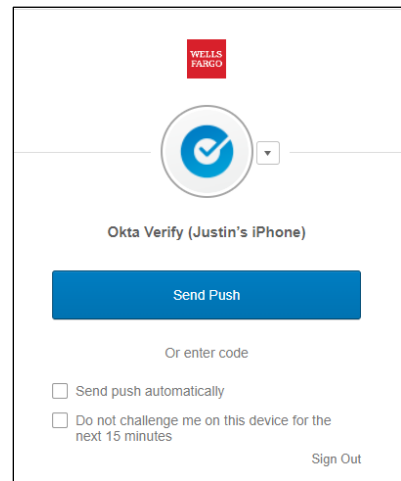 WELLS
FARGO
Okta Verify (Justin's iPhone)
Send Push
Or enter code
Send push automatically
Do not challenge me on this device for the
next 15 minutes
Sign Out